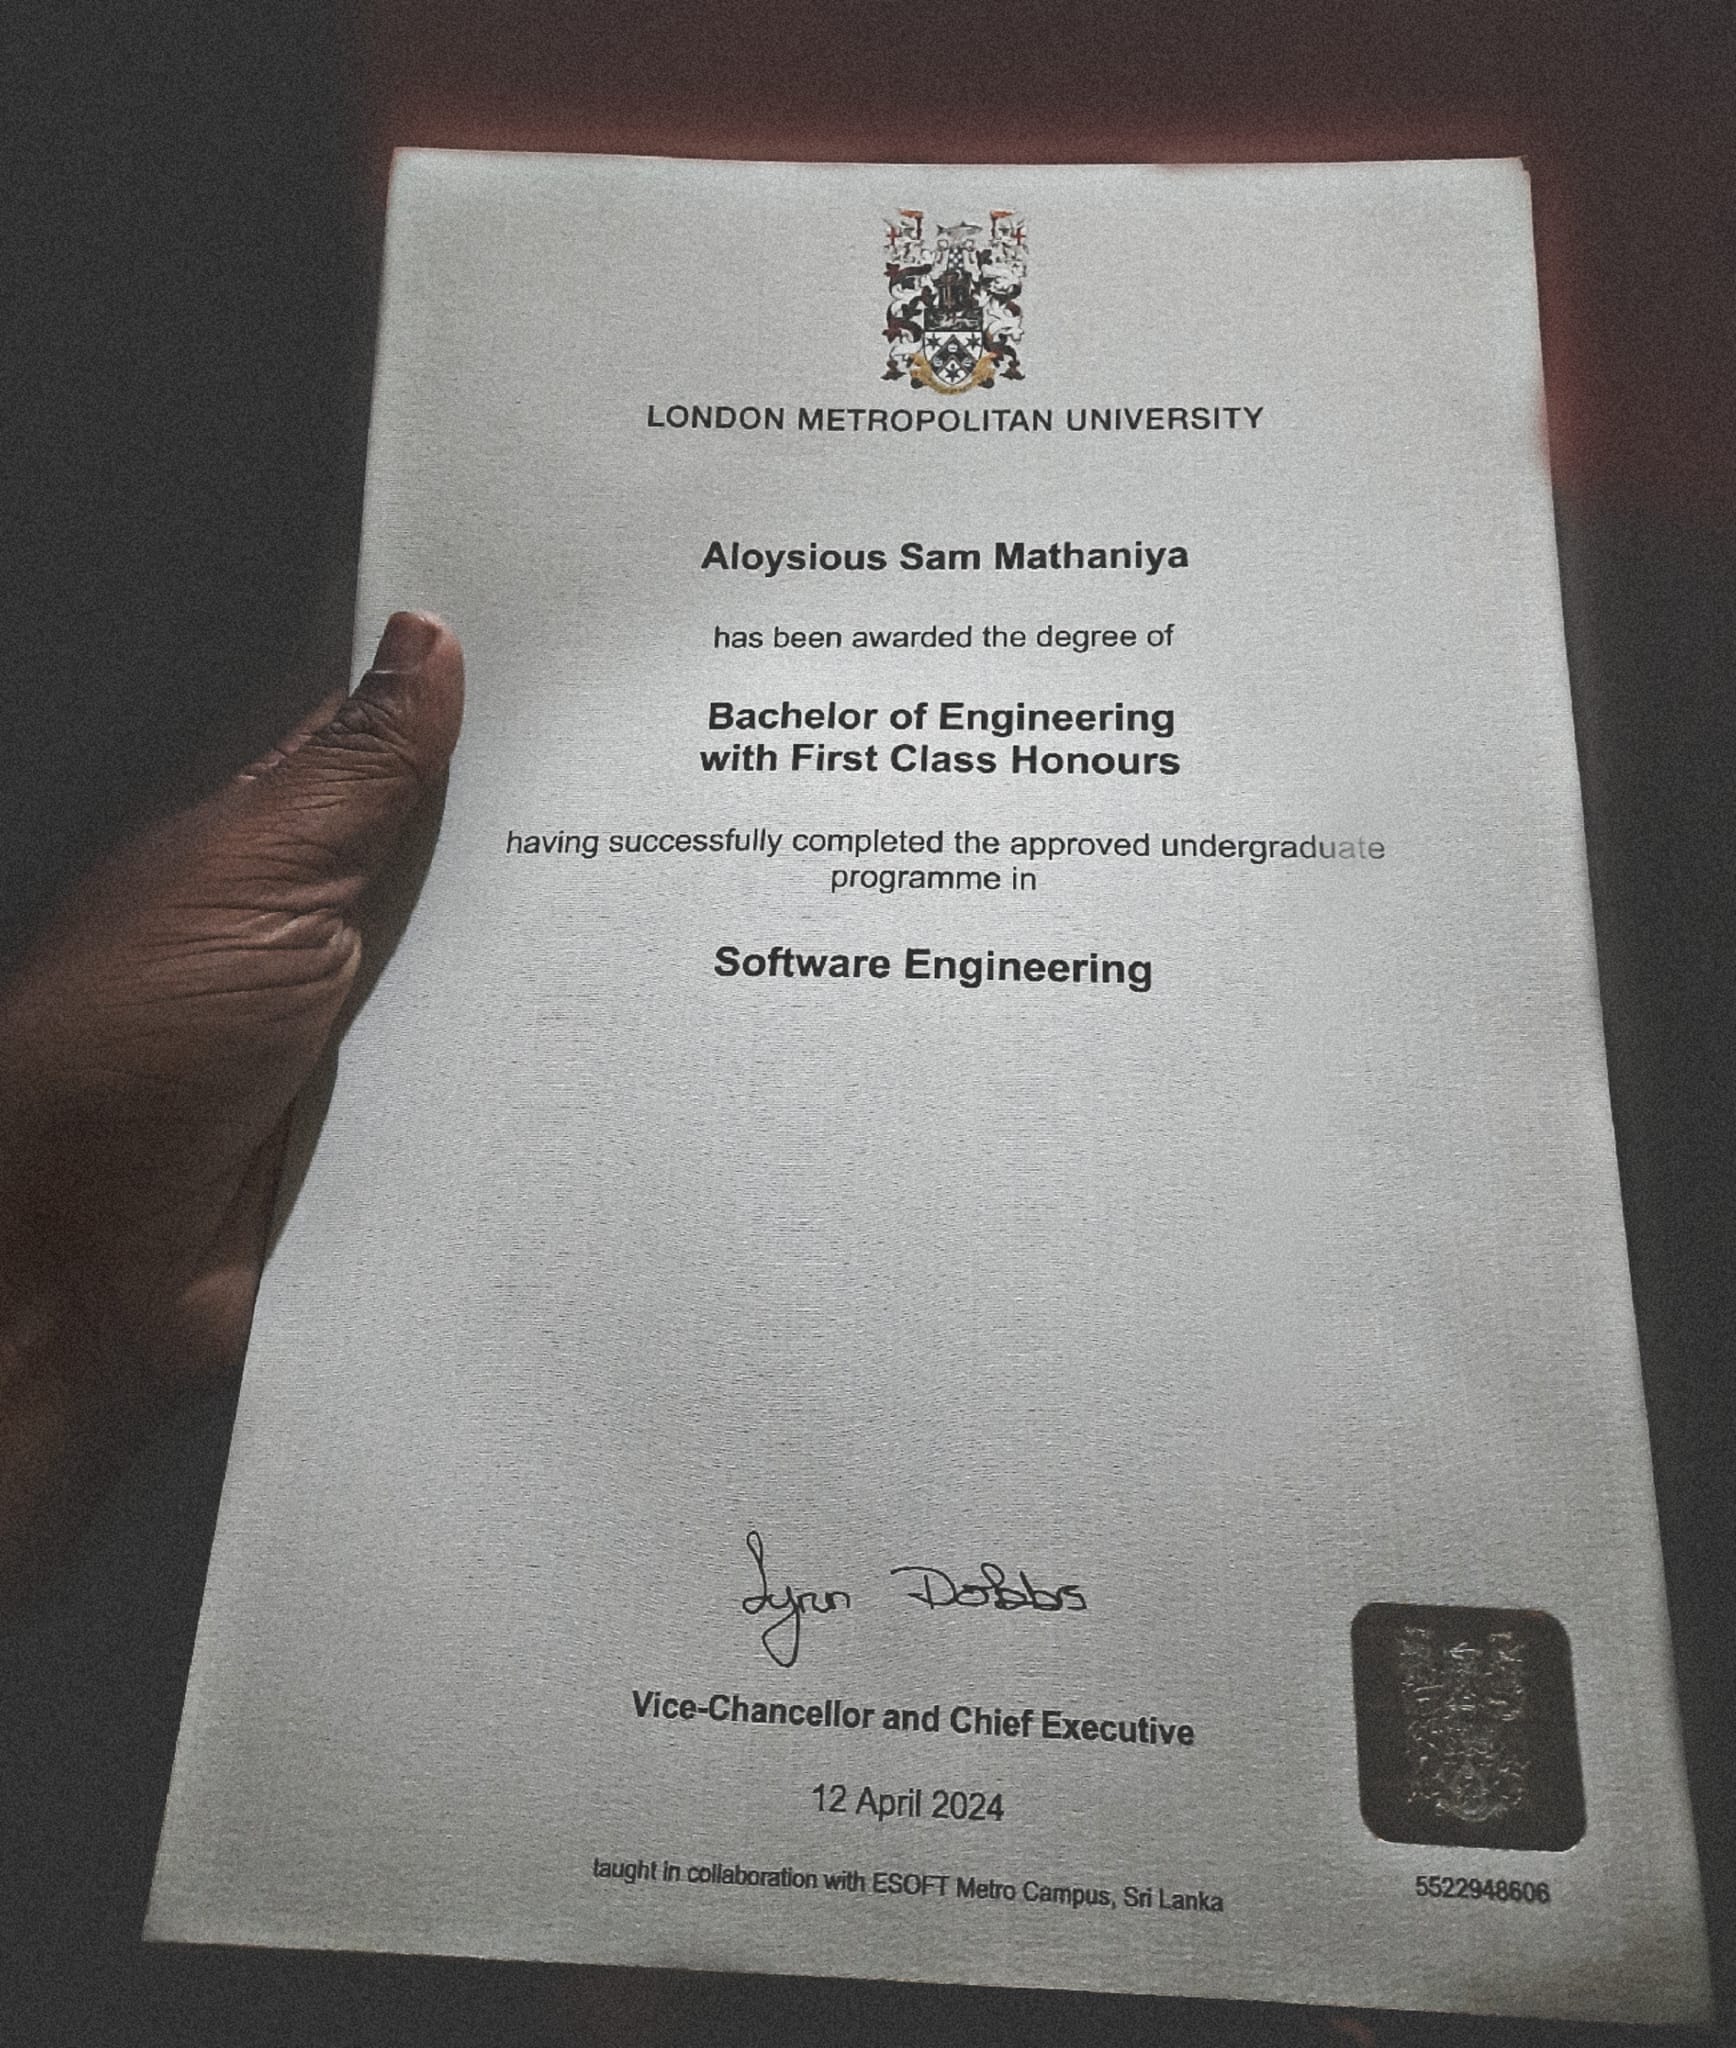 LONDON METROPOLITAN UNIVERSITY
Aloysious Sam Mathaniya
has been awarded the degree of
Bachelor of Engineering
with First Class Honours
having successfully completed the approved undergraduate
programme in
Software Engineering
Lynn Dobbs
Vice-Chancellor and Chief Executive
12 April 2024
taught in collaboration with ESOFT Metro Campus, Sri Lanka
5522948606